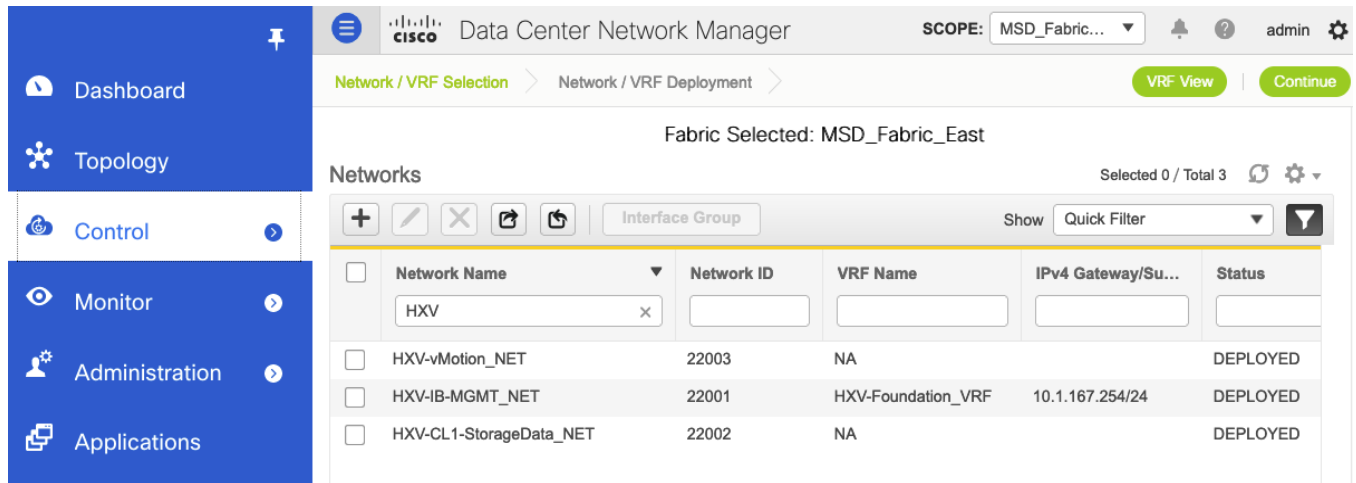 cisco Data Center Network Manager SCOPE: MSD_Fabric... admin
Dashboard
Topology
Control
Monitor
Administration
Applications
Network / VRF Selection Network / VRF Deployment VRF View Continue
Fabric Selected: MSD_Fabric_East
Networks Selected 0 / Total 3
Interface Group Show Quick Filter
Network Name Network ID VRF Name IPv4 Gateway/Su... Status
HXV
HXV-vMotion_NET 22003 NA DEPLOYED
HXV-IB-MGMT_NET 22001 HXV-Foundation_VRF 10.1.167.254/24 DEPLOYED
HXV-CL1-StorageData_NET 22002 NA DEPLOYED